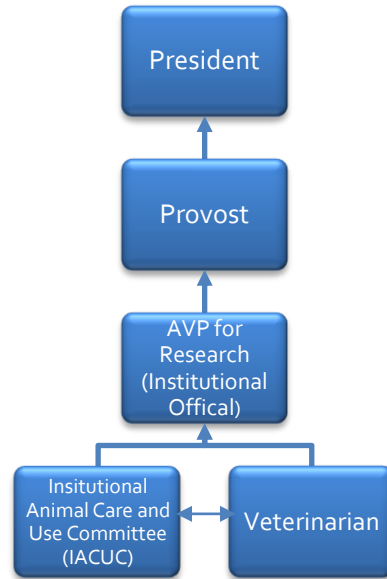 President
Provost
AVP for
Research
(Institutional
Offical)
Insitutional
Animal Care and
Use Committee
(IACUC)
Veterinarian